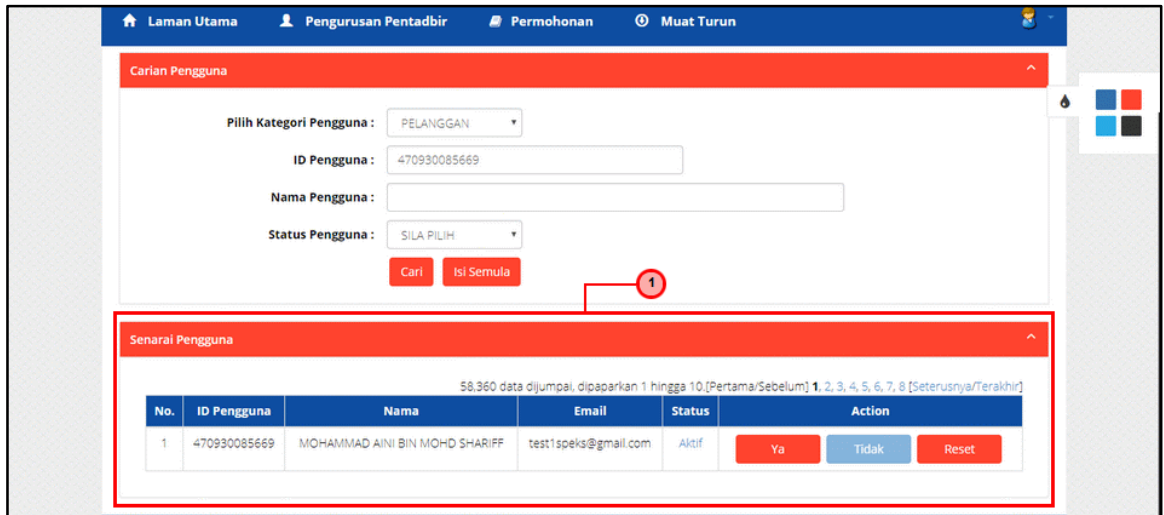 Laman Utama Pengurusan Pentadbir Permohonan Muat Turun
Carian Pengguna
Pilih Kategori Pengguna : PELANGGAN
ID Pengguna : 470930085669
Nama Pengguna :
Status Pengguna : SILA PILIH
Cari Isi Semula
1
Senarai Pengguna
58,360 data dijumpai, dipaparkan 1 hingga 10.[Pertama/Sebelum] 1, 2, 3, 4, 5, 6, 7, 8 [Seterusnya/Terakhir]
No. ID Pengguna Nama Email Status Action
1 470930085669 MOHAMMAD AINI BIN MOHD SHARIFF test1speks@gmail.com Aktif Ya Tidak Reset